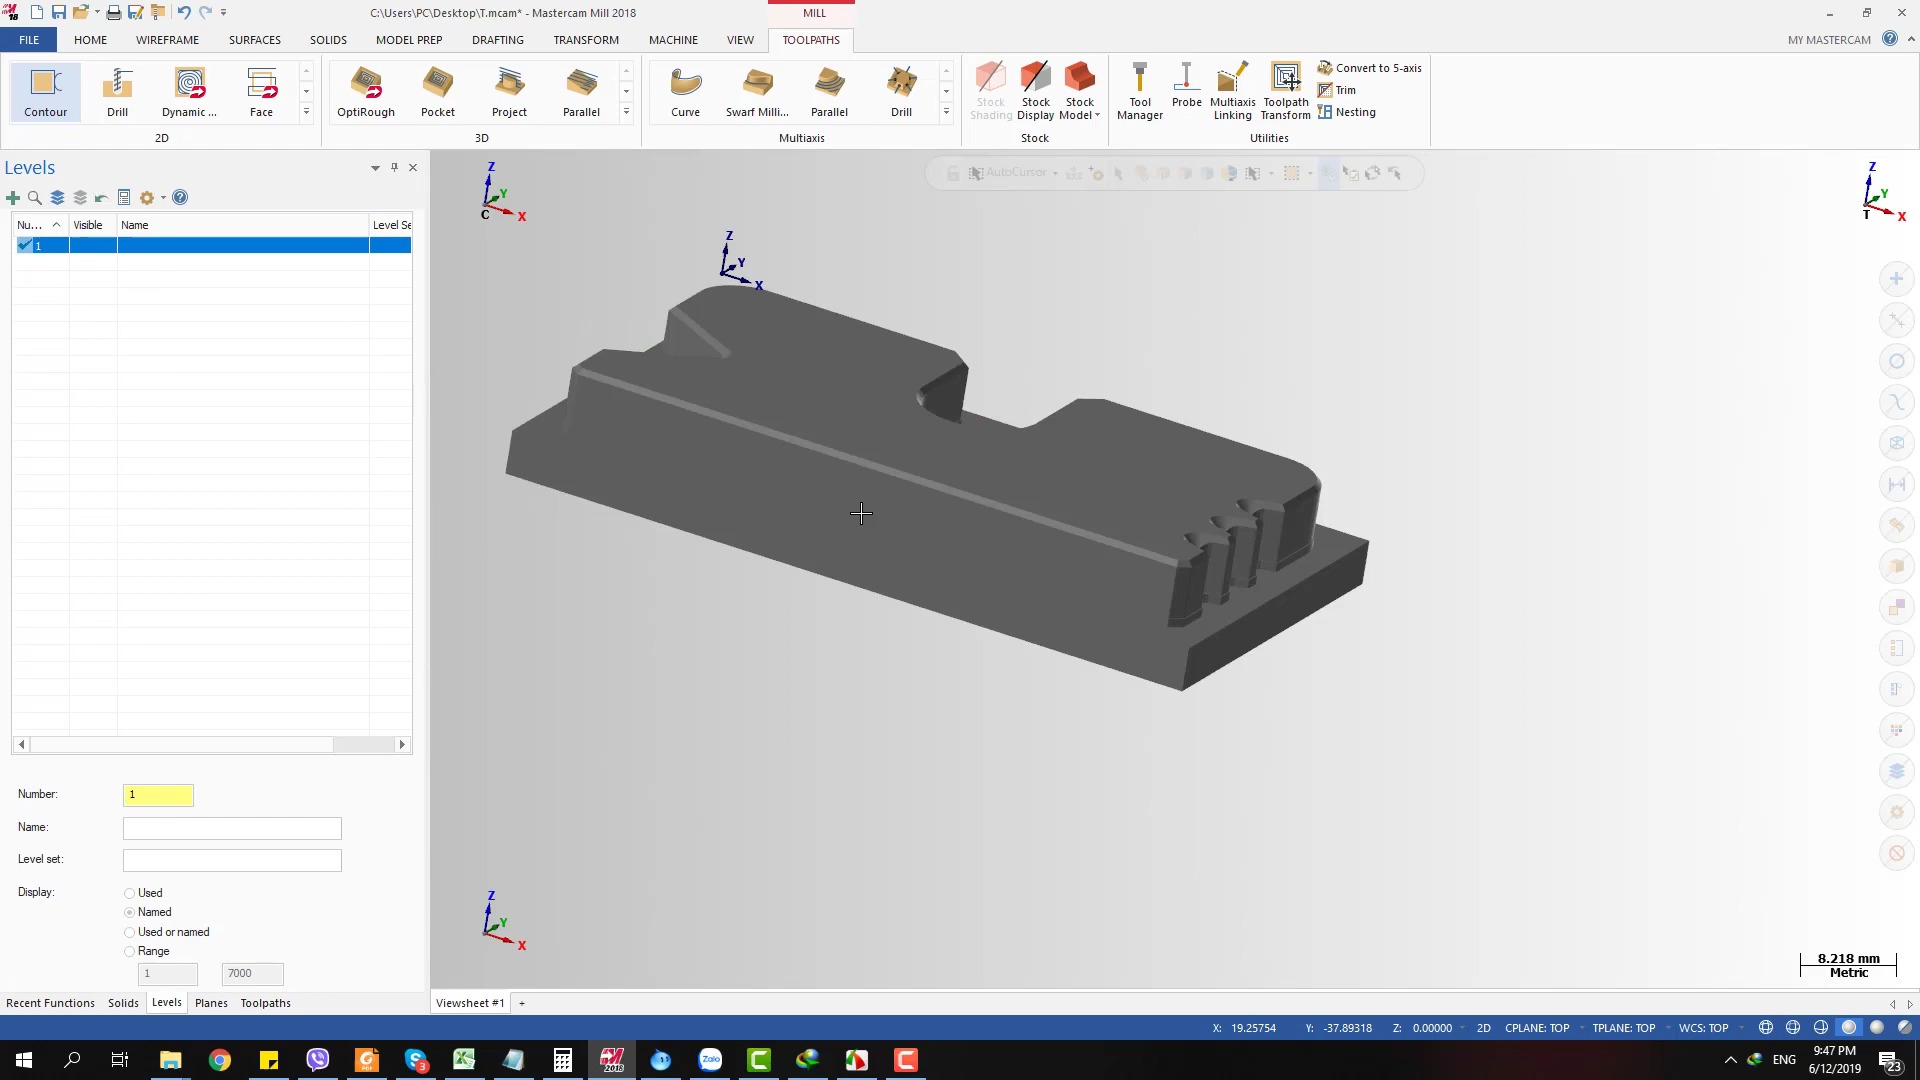 C:\Users\PC\Desktop\T.mcam* - Mastercam Mill 2018
MILL
FILE HOME WIREFRAME SURFACES SOLIDS MODEL PREP DRAFTING TRANSFORM MACHINE VIEW TOOLPATHS
MY MASTERCAM
Contour Drill Dynamic ... Face
2D
OptiRough Pocket Project Parallel
3D
Curve Swarf Milli... Parallel Drill
Multiaxis
Stock Shading
Stock Display
Stock Model
Stock
Tool Manager
Probe
Multiaxis Linking
Toolpath Transform
Convert to 5-axis
Trim
Nesting
Utilities
Levels
Nu... Visible Name Level Se
1
Number: 1
Name:
Level set:
Display:
Used
Named
Used or named
Range
1 7000
Recent Functions Solids Levels Planes Toolpaths
AutoCursor
Z
Y
X
C
Z
Y
X
T
Z
Y
X
Z
Y
X
8.218 mm
Metric
Viewsheet #1 +
X: 19.25754 Y: -37.89318 Z: 0.00000 2D CPLANE: TOP TPLANE: TOP WCS: TOP
ENG
9:47 PM
6/12/2019
23
2018
Zalo
3